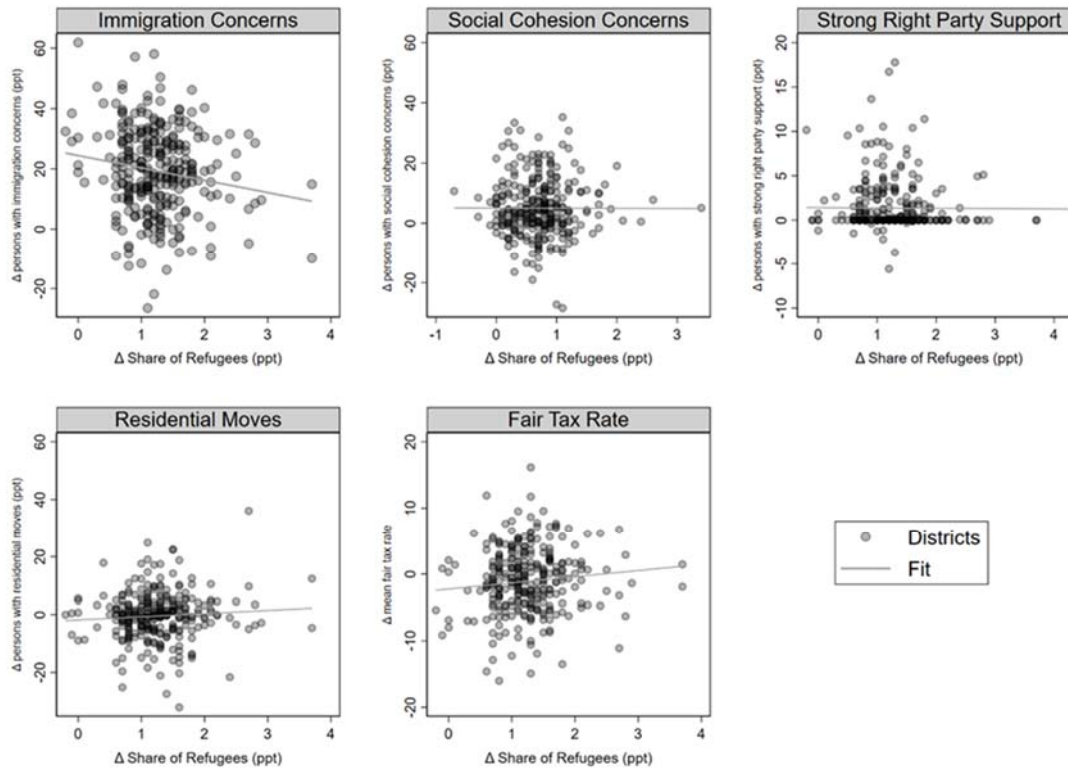 Immigration Concerns
Δ persons with immigration concerns (ppt)
60
40
20
0
-20
0 1 2 3 4
Δ Share of Refugees (ppt)
Social Cohesion Concerns
Δ persons with social cohesion concerns (ppt)
60
40
20
0
-20
-1 0 1 2 3 4
Δ Share of Refugees (ppt)
Strong Right Party Support
Δ persons with strong right party support (ppt)
20
15
10
5
0
-5
-10
0 1 2 3 4
Δ Share of Refugees (ppt)
Residential Moves
Δ persons with residential moves (ppt)
60
40
20
0
-20
0 1 2 3 4
Δ Share of Refugees (ppt)
Fair Tax Rate
Δ mean fair tax rate
20
10
0
-10
-20
0 1 2 3 4
Δ Share of Refugees (ppt)
Districts
Fit